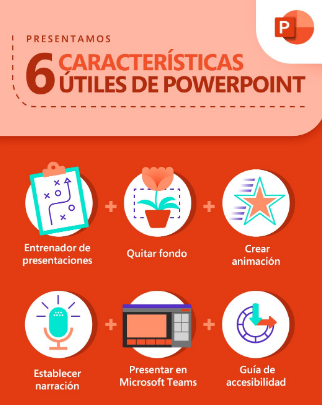 PRESENTAMOS
6 CARACTERÍSTICAS
ÚTILES DE POWERPOINT
P
Entrenador de
presentaciones
Quitar fondo
Crear
animación
Establecer
narración
Presentar en
Microsoft Teams
Guía de
accesibilidad